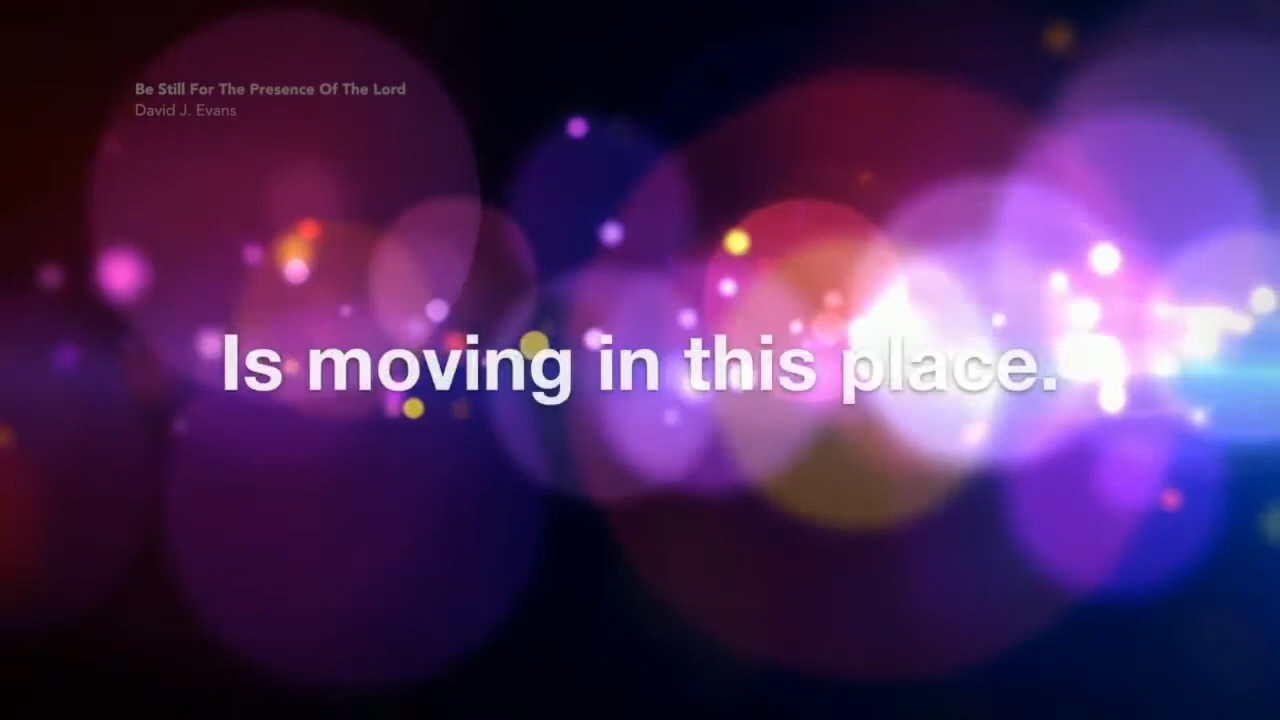 Be Still For The Presence Of The Lord
David J. Evans
Is moving in this place.